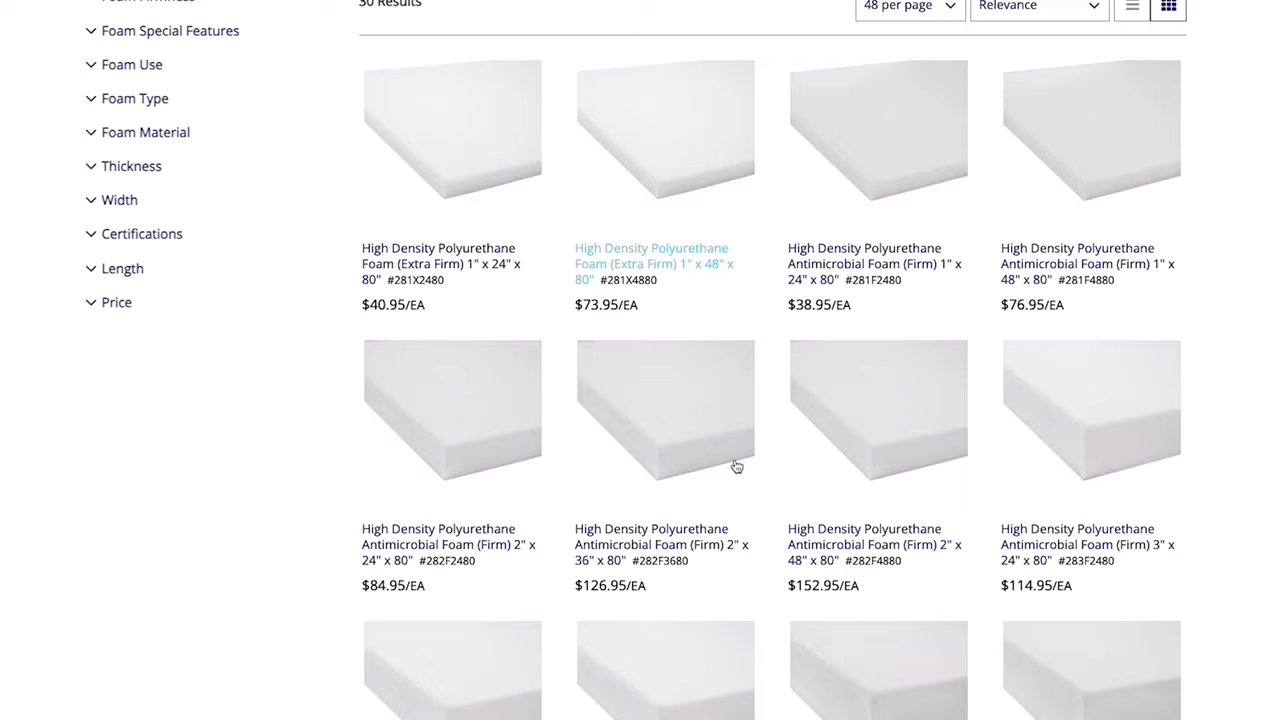 30 Results
48 per page
Relevance
Foam Special Features
Foam Use
Foam Type
Foam Material
Thickness
Width
Certifications
Length
Price
High Density Polyurethane
Foam (Extra Firm) 1" x 24" x
80" #281X2480
$40.95/EA
High Density Polyurethane
Foam (Extra Firm) 1" x 48" x
80" #281X4880
$73.95/EA
High Density Polyurethane
Antimicrobial Foam (Firm) 1" x
24" x 80" #281F2480
$38.95/EA
High Density Polyurethane
Antimicrobial Foam (Firm) 1" x
48" x 80" #281F4880
$76.95/EA
High Density Polyurethane
Antimicrobial Foam (Firm) 2" x
24" x 80" #282F2480
$84.95/EA
High Density Polyurethane
Antimicrobial Foam (Firm) 2" x
36" x 80" #282F3680
$126.95/EA
High Density Polyurethane
Antimicrobial Foam (Firm) 2" x
48" x 80" #282F4880
$152.95/EA
High Density Polyurethane
Antimicrobial Foam (Firm) 3" x
24" x 80" #283F2480
$114.95/EA